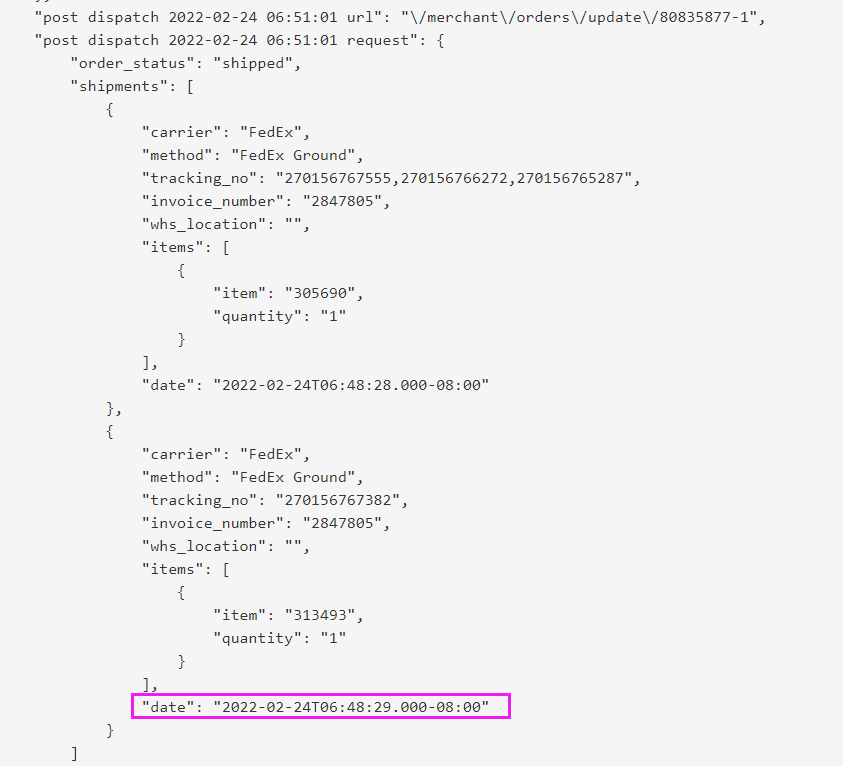 "post dispatch 2022-02-24 06:51:01 url": "\/merchant\/orders\/update\/80835877-1",
"post dispatch 2022-02-24 06:51:01 request": {
"order_status": "shipped",
"shipments": [
{
"carrier": "FedEx",
"method": "FedEx Ground",
"tracking_no": "270156767555,270156766272,270156765287",
"invoice_number": "2847805",
"whs_location": "",
"items": [
{
"item": "305690",
"quantity": "1"
}
],
"date": "2022-02-24T06:48:28.000-08:00"
},
{
"carrier": "FedEx",
"method": "FedEx Ground",
"tracking_no": "270156767382",
"invoice_number": "2847805",
"whs_location": "",
"items": [
{
"item": "313493",
"quantity": "1"
}
],
"date": "2022-02-24T06:48:29.000-08:00"
}
]